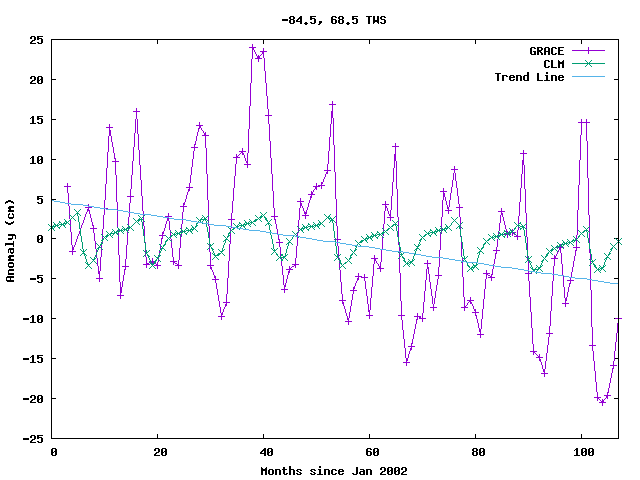 -84.5, 68.5 TWS
GRACE
CLM
Trend Line
25
20
15
10
5
0
-5
-10
-15
-20
-25
Anomaly (cm)
0 20 40 60 80 100
Months since Jan 2002